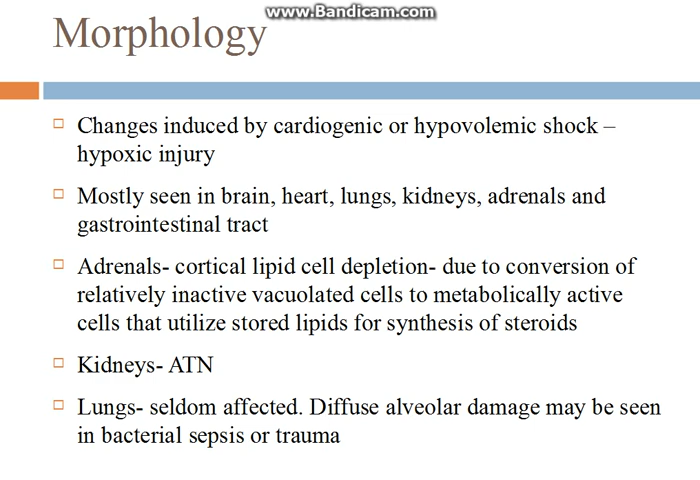 www.Bandicam.com
Morphology
Changes induced by cardiogenic or hypovolemic shock –
hypoxic injury
Mostly seen in brain, heart, lungs, kidneys, adrenals and
gastrointestinal tract
Adrenals- cortical lipid cell depletion- due to conversion of
relatively inactive vacuolated cells to metabolically active
cells that utilize stored lipids for synthesis of steroids
Kidneys- ATN
Lungs- seldom affected. Diffuse alveolar damage may be seen
in bacterial sepsis or trauma